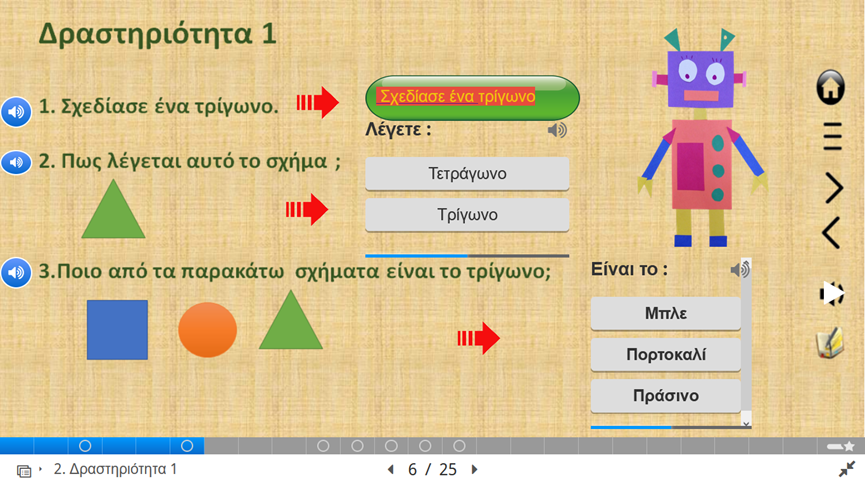 Δραστηριότητα 1
1. Σχεδίασε ένα τρίγωνο.
Σχεδίασε ένα τρίγωνο
2. Πως λέγεται αυτό το σχήμα ;
Λέγετε :
Τετράγωνο
Τρίγωνο
3.Ποιο από τα παρακάτω σχήματα είναι το τρίγωνο;
Είναι το :
Μπλε
Πορτοκαλί
Πράσινο
2. Δραστηριότητα 1
6 / 25